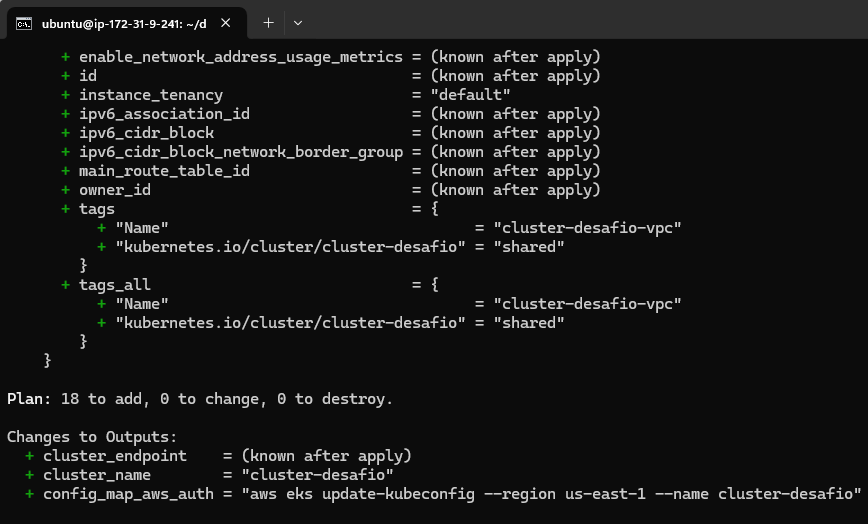 ubuntu@ip-172-31-9-241: ~/d
+ enable_network_address_usage_metrics = (known after apply)
+ id = (known after apply)
+ instance_tenancy = "default"
+ ipv6_association_id = (known after apply)
+ ipv6_cidr_block = (known after apply)
+ ipv6_cidr_block_network_border_group = (known after apply)
+ main_route_table_id = (known after apply)
+ owner_id = (known after apply)
+ tags = {
+ "Name" = "cluster-desafio-vpc"
+ "kubernetes.io/cluster/cluster-desafio" = "shared"
}
+ tags_all = {
+ "Name" = "cluster-desafio-vpc"
+ "kubernetes.io/cluster/cluster-desafio" = "shared"
}
}
Plan: 18 to add, 0 to change, 0 to destroy.
Changes to Outputs:
+ cluster_endpoint = (known after apply)
+ cluster_name = "cluster-desafio"
+ config_map_aws_auth = "aws eks update-kubeconfig --region us-east-1 --name cluster-desafio"